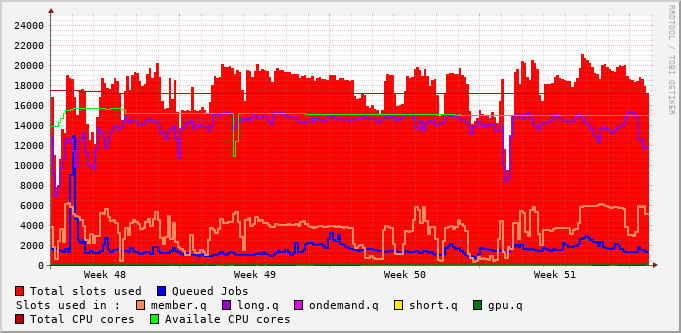 24000
22000
20000
18000
16000
14000
12000
10000
8000
6000
4000
2000
0
Week 48 Week 49 Week 50 Week 51
Total slots used Queued Jobs
Slots used in : member.q long.q ondemand.q short.q gpu.q
Total CPU cores Availale CPU cores
RRDTOOL / TOBI OETIKER